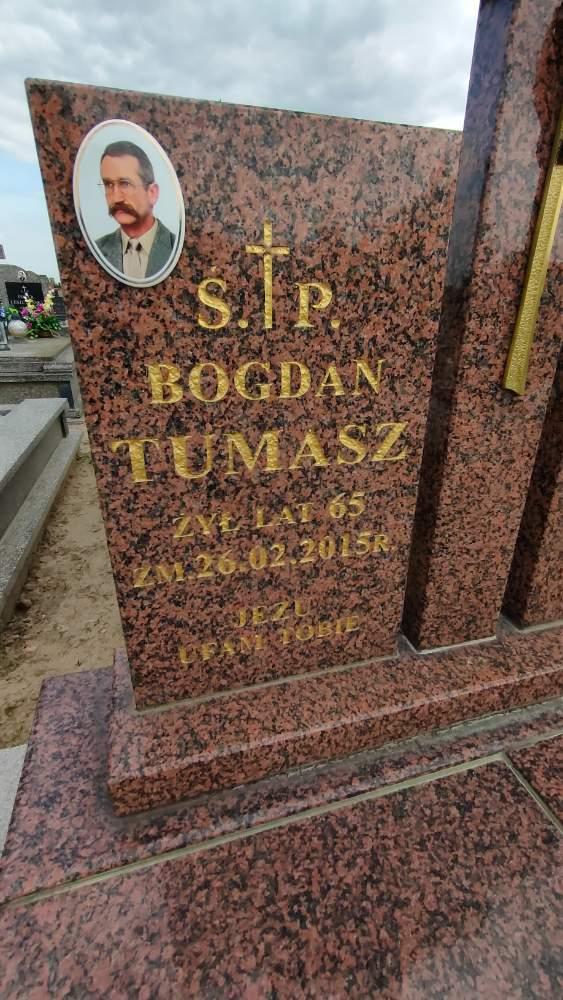 Ś. P.
BOGDAN
TUMASZ
ŻYŁ LAT 65
ZM. 26.02.2015R.
JEZU
UFAM TOBIE